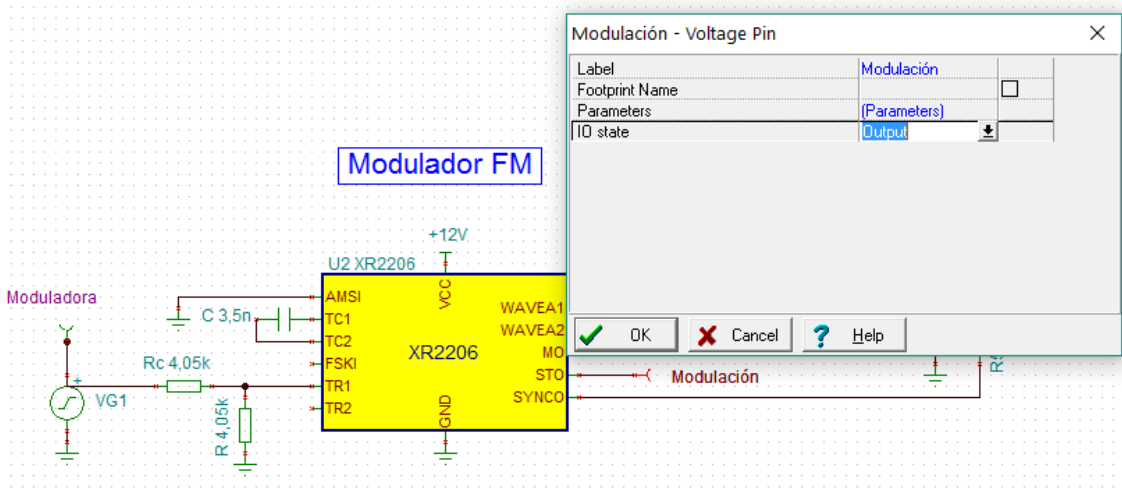 Modulación - Voltage Pin
Label Modulación
Footprint Name
Parameters (Parameters)
IO state Output
OK Cancel Help
Modulador FM
+12V
U2 XR2206
Moduladora
AMSI
VCC
WAVEA1
C 3,5n
TC1
WAVEA2
TC2
XR2206
MO
Rc 4,05k
FSKI
STO
Modulación
TR1
SYNCO
VG1
TR2
R 4,05k
GND